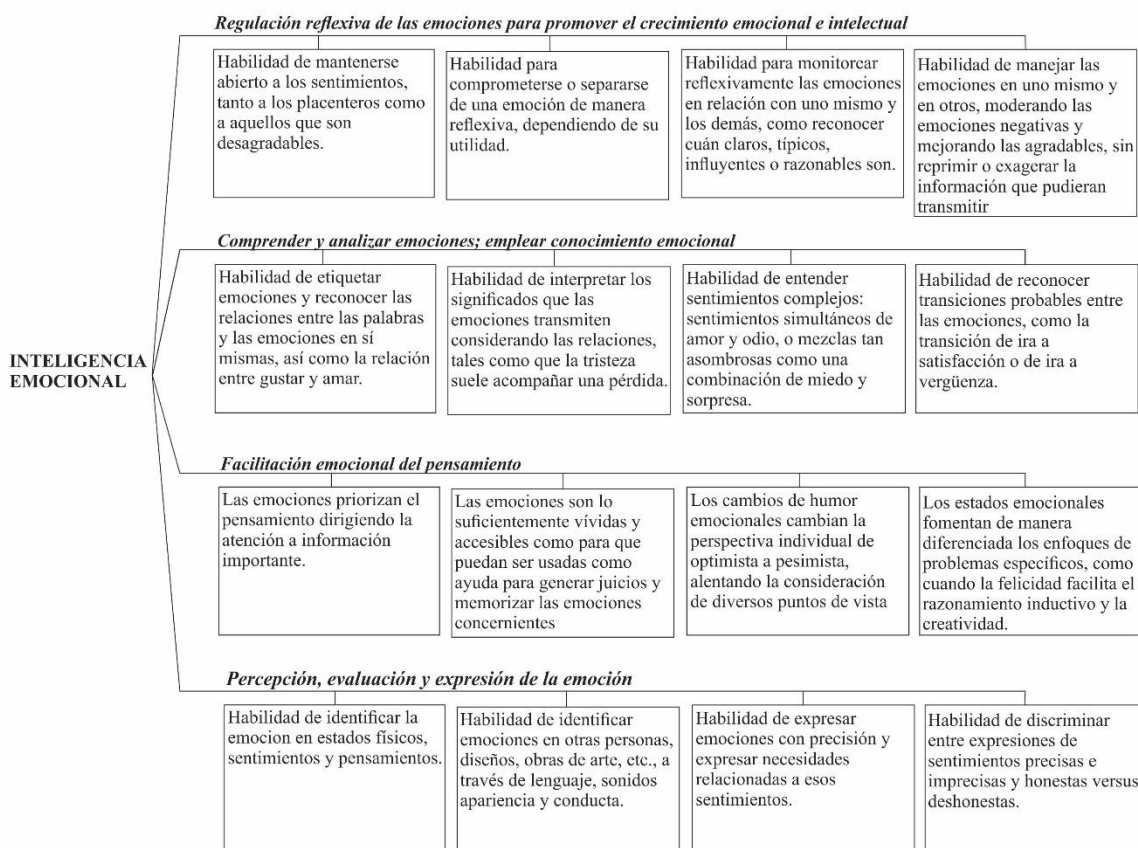 Regulación reflexiva de las emociones para promover el crecimiento emocional e intelectual
Habilidad de mantenerse
abierto a los sentimientos,
tanto a los placenteros como
a aquellos que son
desagradables.
Habilidad para
comprometerse o separarse
de una emoción de manera
reflexiva, dependiendo de su
utilidad.
Habilidad para monitorear
reflexivamente las emociones
en relación con uno mismo y
los demás, como reconocer
cuán claros, típicos,
influyentes o razonables son.
Habilidad de manejar las
emociones en uno mismo y
en otros, moderando las
emociones negativas y
mejorando las agradables, sin
reprimir o exagerar la
información que pudieran
transmitir
Comprender y analizar emociones; emplear conocimiento emocional
Habilidad de etiquetar
emociones y reconocer las
relaciones entre las palabras
y las emociones en sí
mismas, así como la relación
entre gustar y amar.
Habilidad de interpretar los
significados que las
emociones transmiten
considerando las relaciones,
tales como que la tristeza
suele acompañar una pérdida.
Habilidad de entender
sentimientos complejos:
sentimientos simultáneos de
amor y odio, o mezclas tan
asombrosas como una
combinación de miedo y
sorpresa.
Habilidad de reconocer
transiciones probables entre
las emociones, como la
transición de ira a
satisfacción o de ira a
vergüenza.
INTELIGENCIA
EMOCIONAL
Facilitación emocional del pensamiento
Las emociones priorizan el
pensamiento dirigiendo la
atención a información
importante.
Las emociones son lo
suficientemente vívidas y
accesibles como para que
puedan ser usadas como
ayuda para generar juicios y
memorizar las emociones
concernientes
Los cambios de humor
emocionales cambian la
perspectiva individual de
optimista a pesimista,
alentando la consideración
de diversos puntos de vista
Los estados emocionales
fomentan de manera
diferenciada los enfoques de
problemas específicos, como
cuando la felicidad facilita el
razonamiento inductivo y la
creatividad.
Percepción, evaluación y expresión de la emoción
Habilidad de identificar la
emocion en estados físicos,
sentimientos y pensamientos.
Habilidad de identificar
emociones en otras personas,
diseños, obras de arte, etc., a
través de lenguaje, sonidos
apariencia y conducta.
Habilidad de expresar
emociones con precisión y
expresar necesidades
relacionadas a esos
sentimientos.
Habilidad de discriminar
entre expresiones de
sentimientos precisas e
imprecisas y honestas versus
deshonestas.